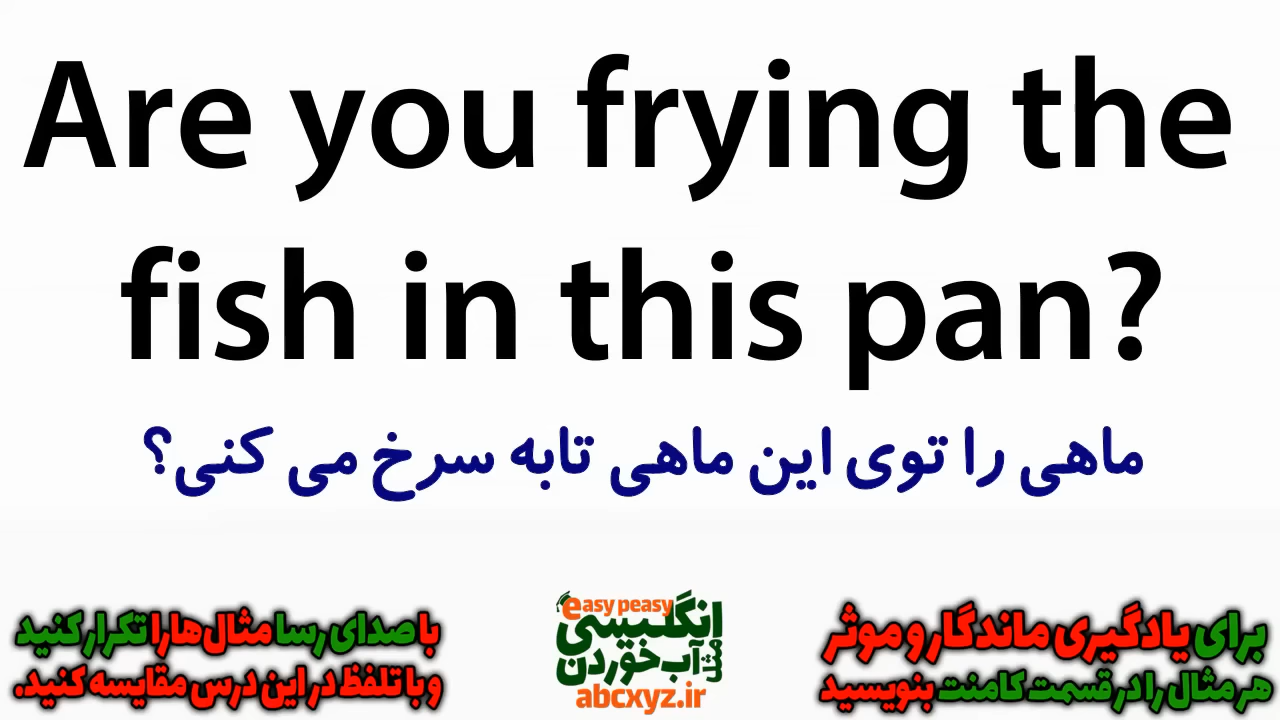 Are you frying the
fish in this pan?
ماهی را توی این ماهی تابه سرخ می کنی؟
برای یادگیری ماندگار و موثر
هر مثال را در قسمت کامنت بنویسید
easy peasy
انگلیسی
مثل آب خوردن
abcxyz.ir
با صدای رسا مثال‌ها را تکرار کنید
و با تلفظ در این درس مقایسه کنید.